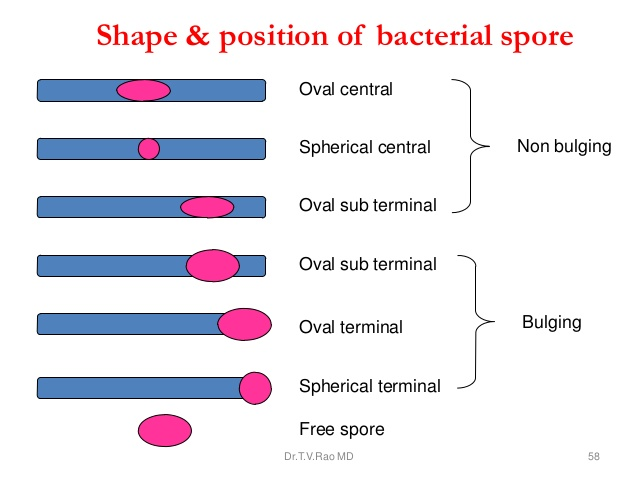 Shape & position of bacterial spore
Oval central
Spherical central
Non bulging
Oval sub terminal
Oval sub terminal
Oval terminal
Bulging
Spherical terminal
Free spore
Dr.T.V.Rao MD
58